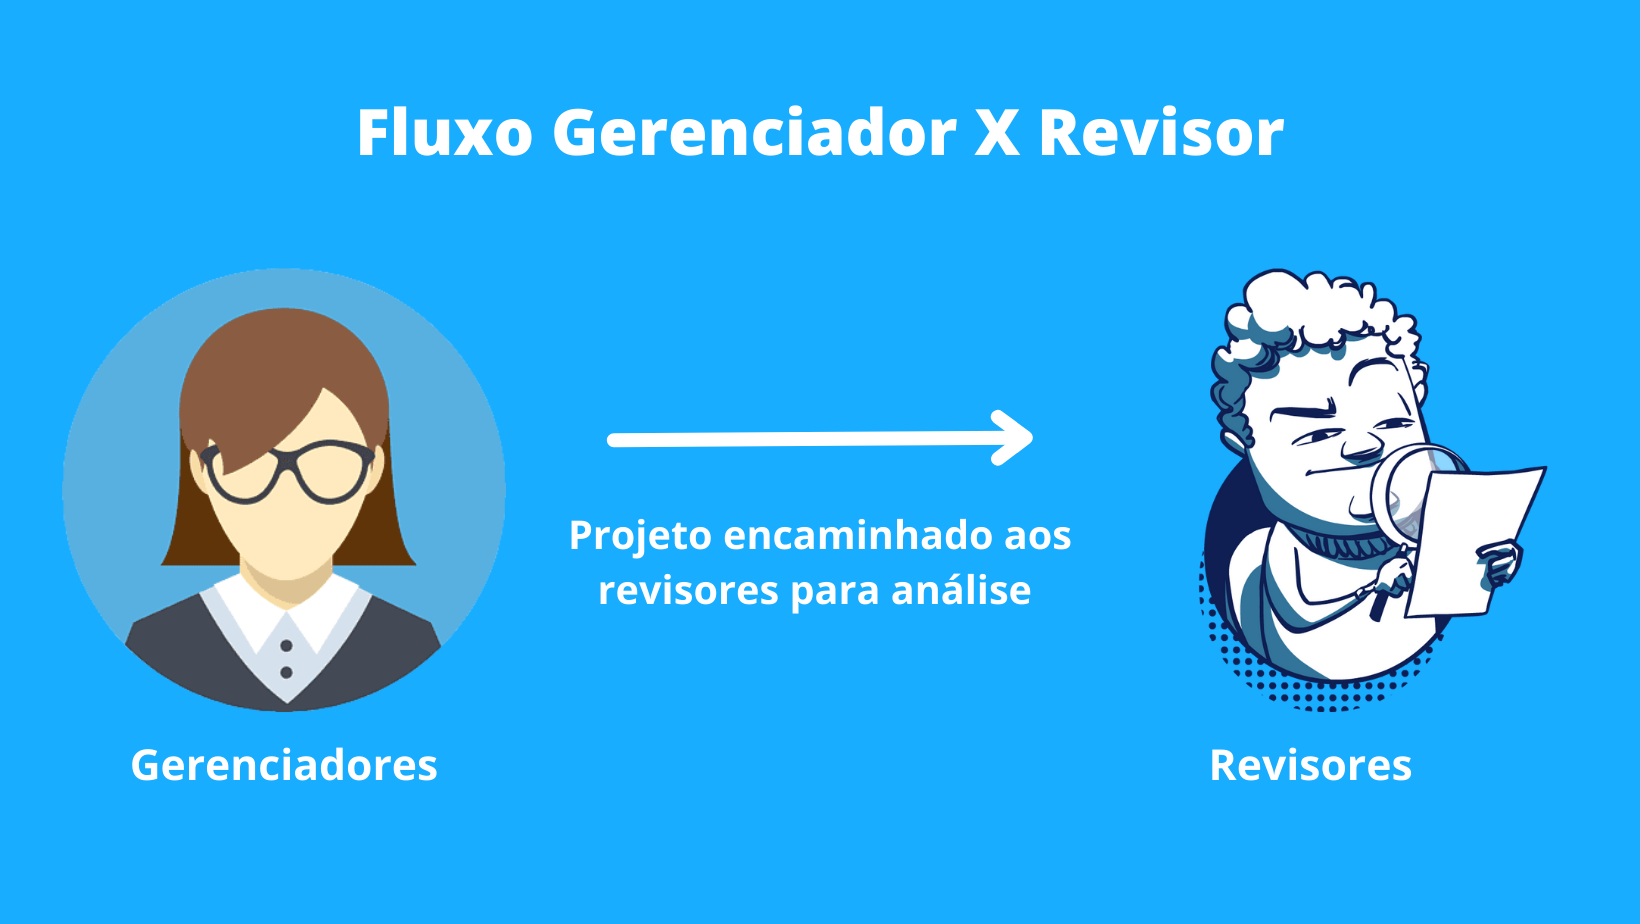 Fluxo Gerenciador X Revisor
Projeto encaminhado aos
revisores para análise
Gerenciadores
Revisores